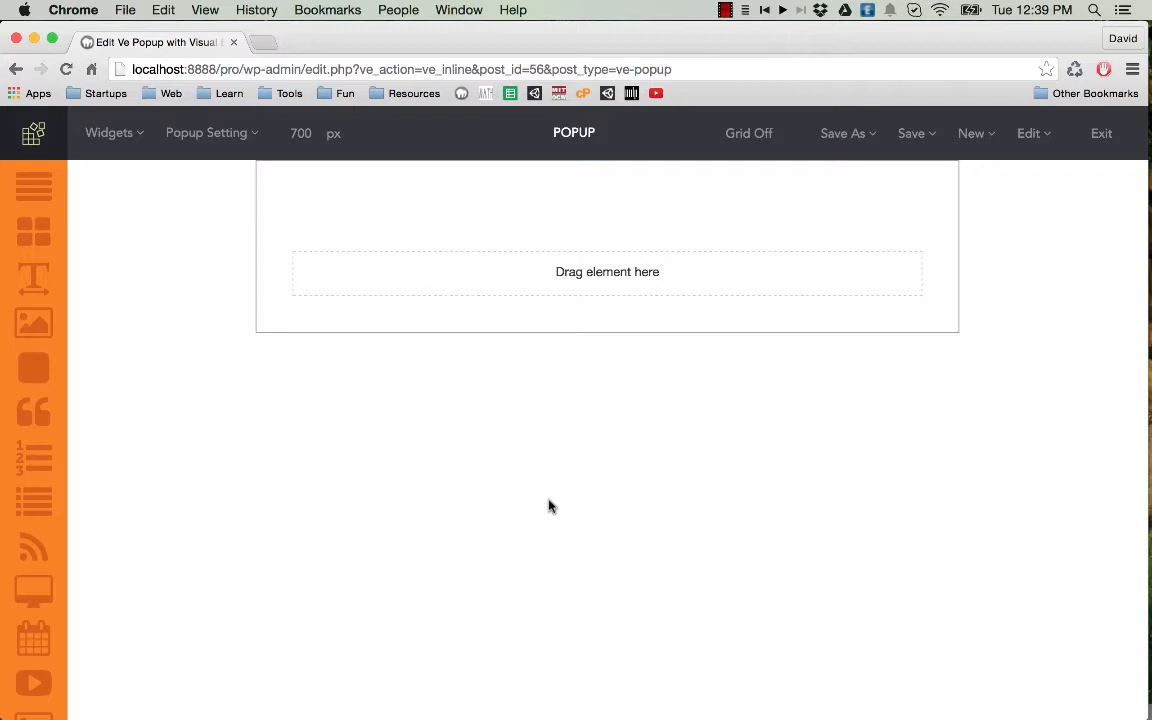 Chrome File Edit View History Bookmarks People Window Help Tue 12:39 PM
Edit Ve Popup with Visual David
localhost:8888/pro/wp-admin/edit.php?ve_action=ve_inline&post_id=56&post_type=ve-popup
Apps Startups Web Learn Tools Fun Resources Other Bookmarks
Widgets Popup Setting 700 px POPUP Grid Off Save As Save New Edit Exit
Drag element here